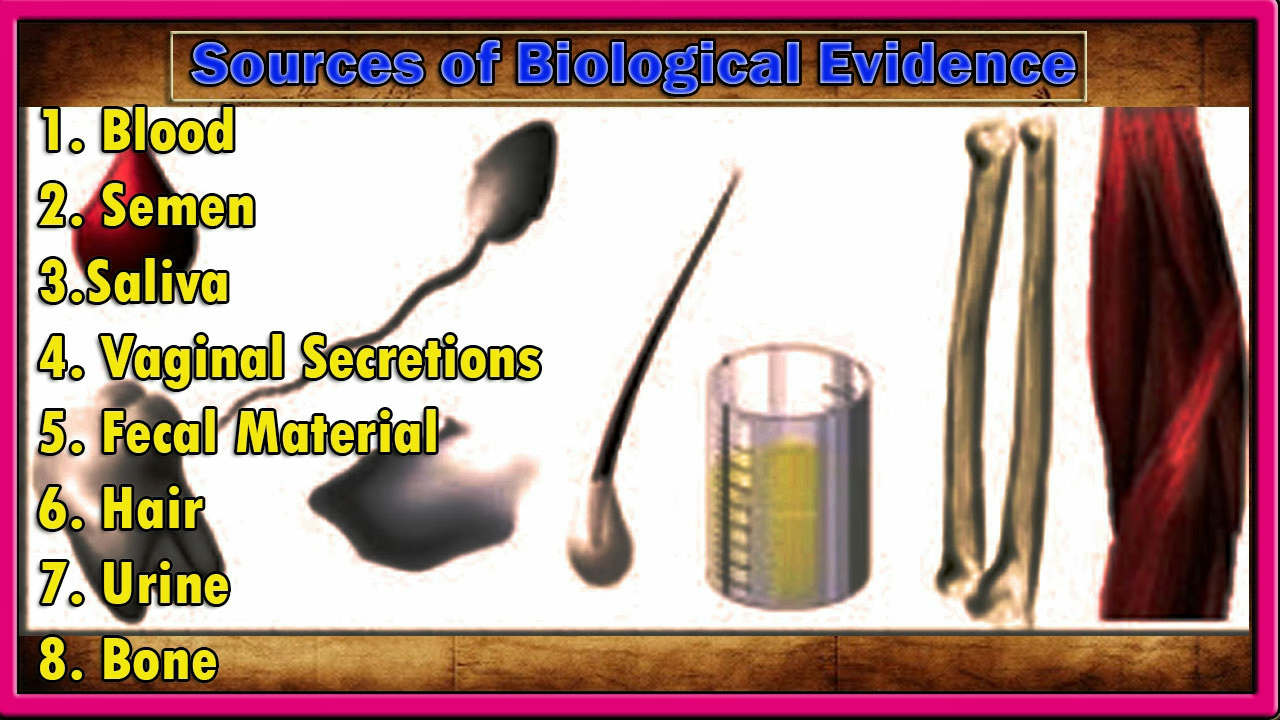 Sources of Biological Evidence
1. Blood
2. Semen
3.Saliva
4. Vaginal Secretions
5. Fecal Material
6. Hair
7. Urine
8. Bone